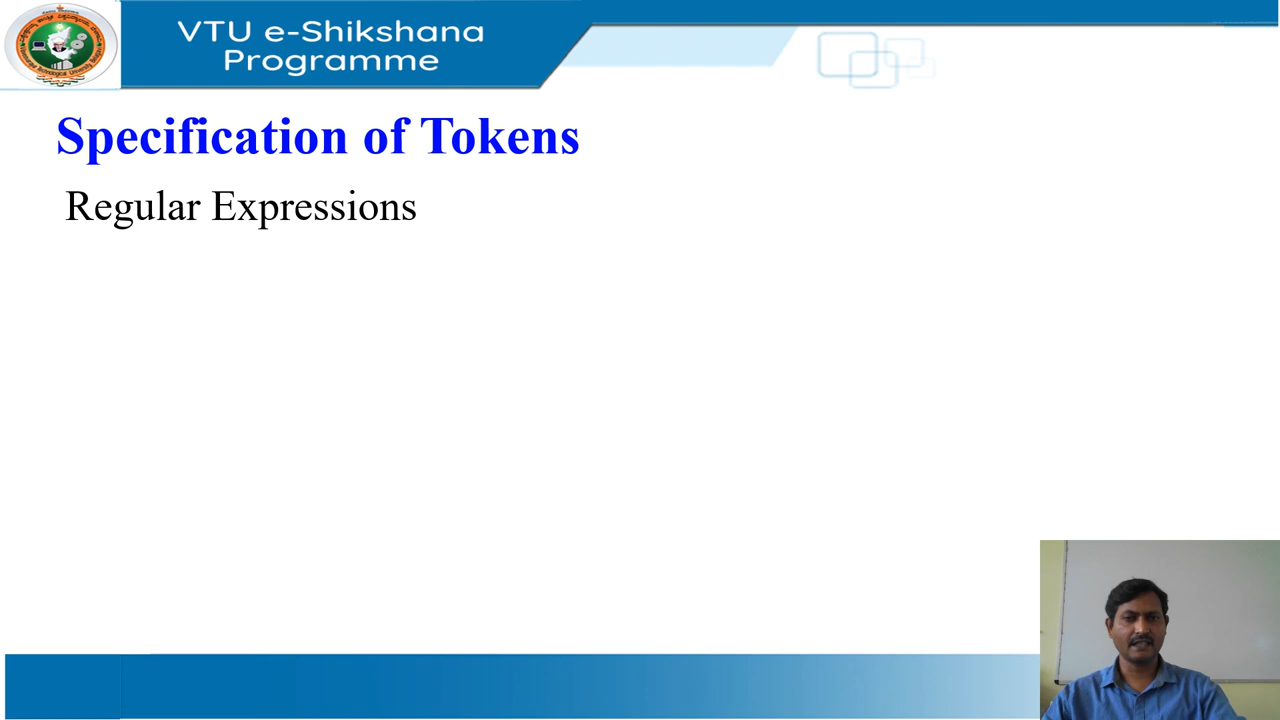 VTU e-Shikshana
Programme
Specification of Tokens
Regular Expressions